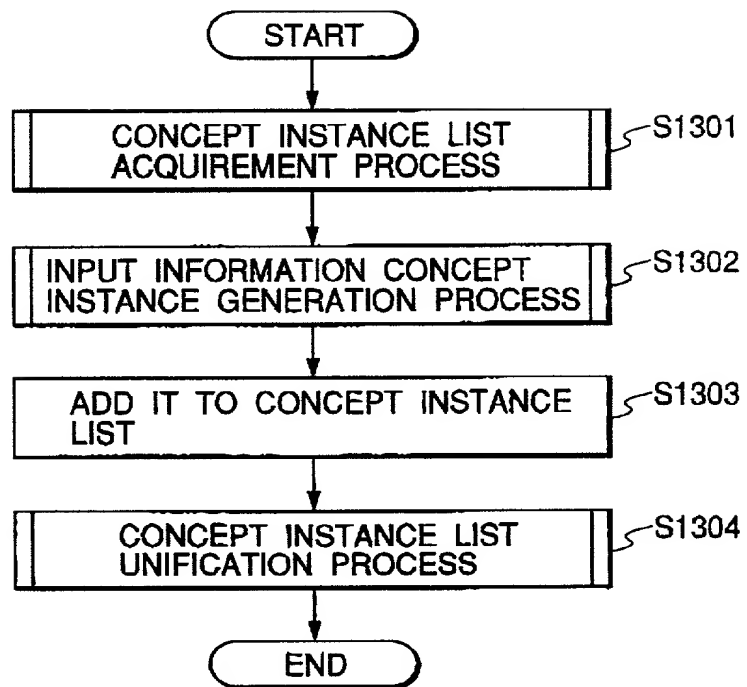 START
CONCEPT INSTANCE LIST
ACQUIREMENT PROCESS
S1301
INPUT INFORMATION CONCEPT
INSTANCE GENERATION PROCESS
S1302
ADD IT TO CONCEPT INSTANCE
LIST
S1303
CONCEPT INSTANCE LIST
UNIFICATION PROCESS
S1304
END